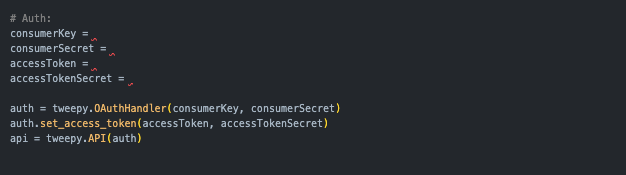 # Auth:
consumerKey =
consumerSecret =
accessToken =
accessTokenSecret =
auth = tweepy.OAuthHandler(consumerKey, consumerSecret)
auth.set_access_token(accessToken, accessTokenSecret)
api = tweepy.API(auth)